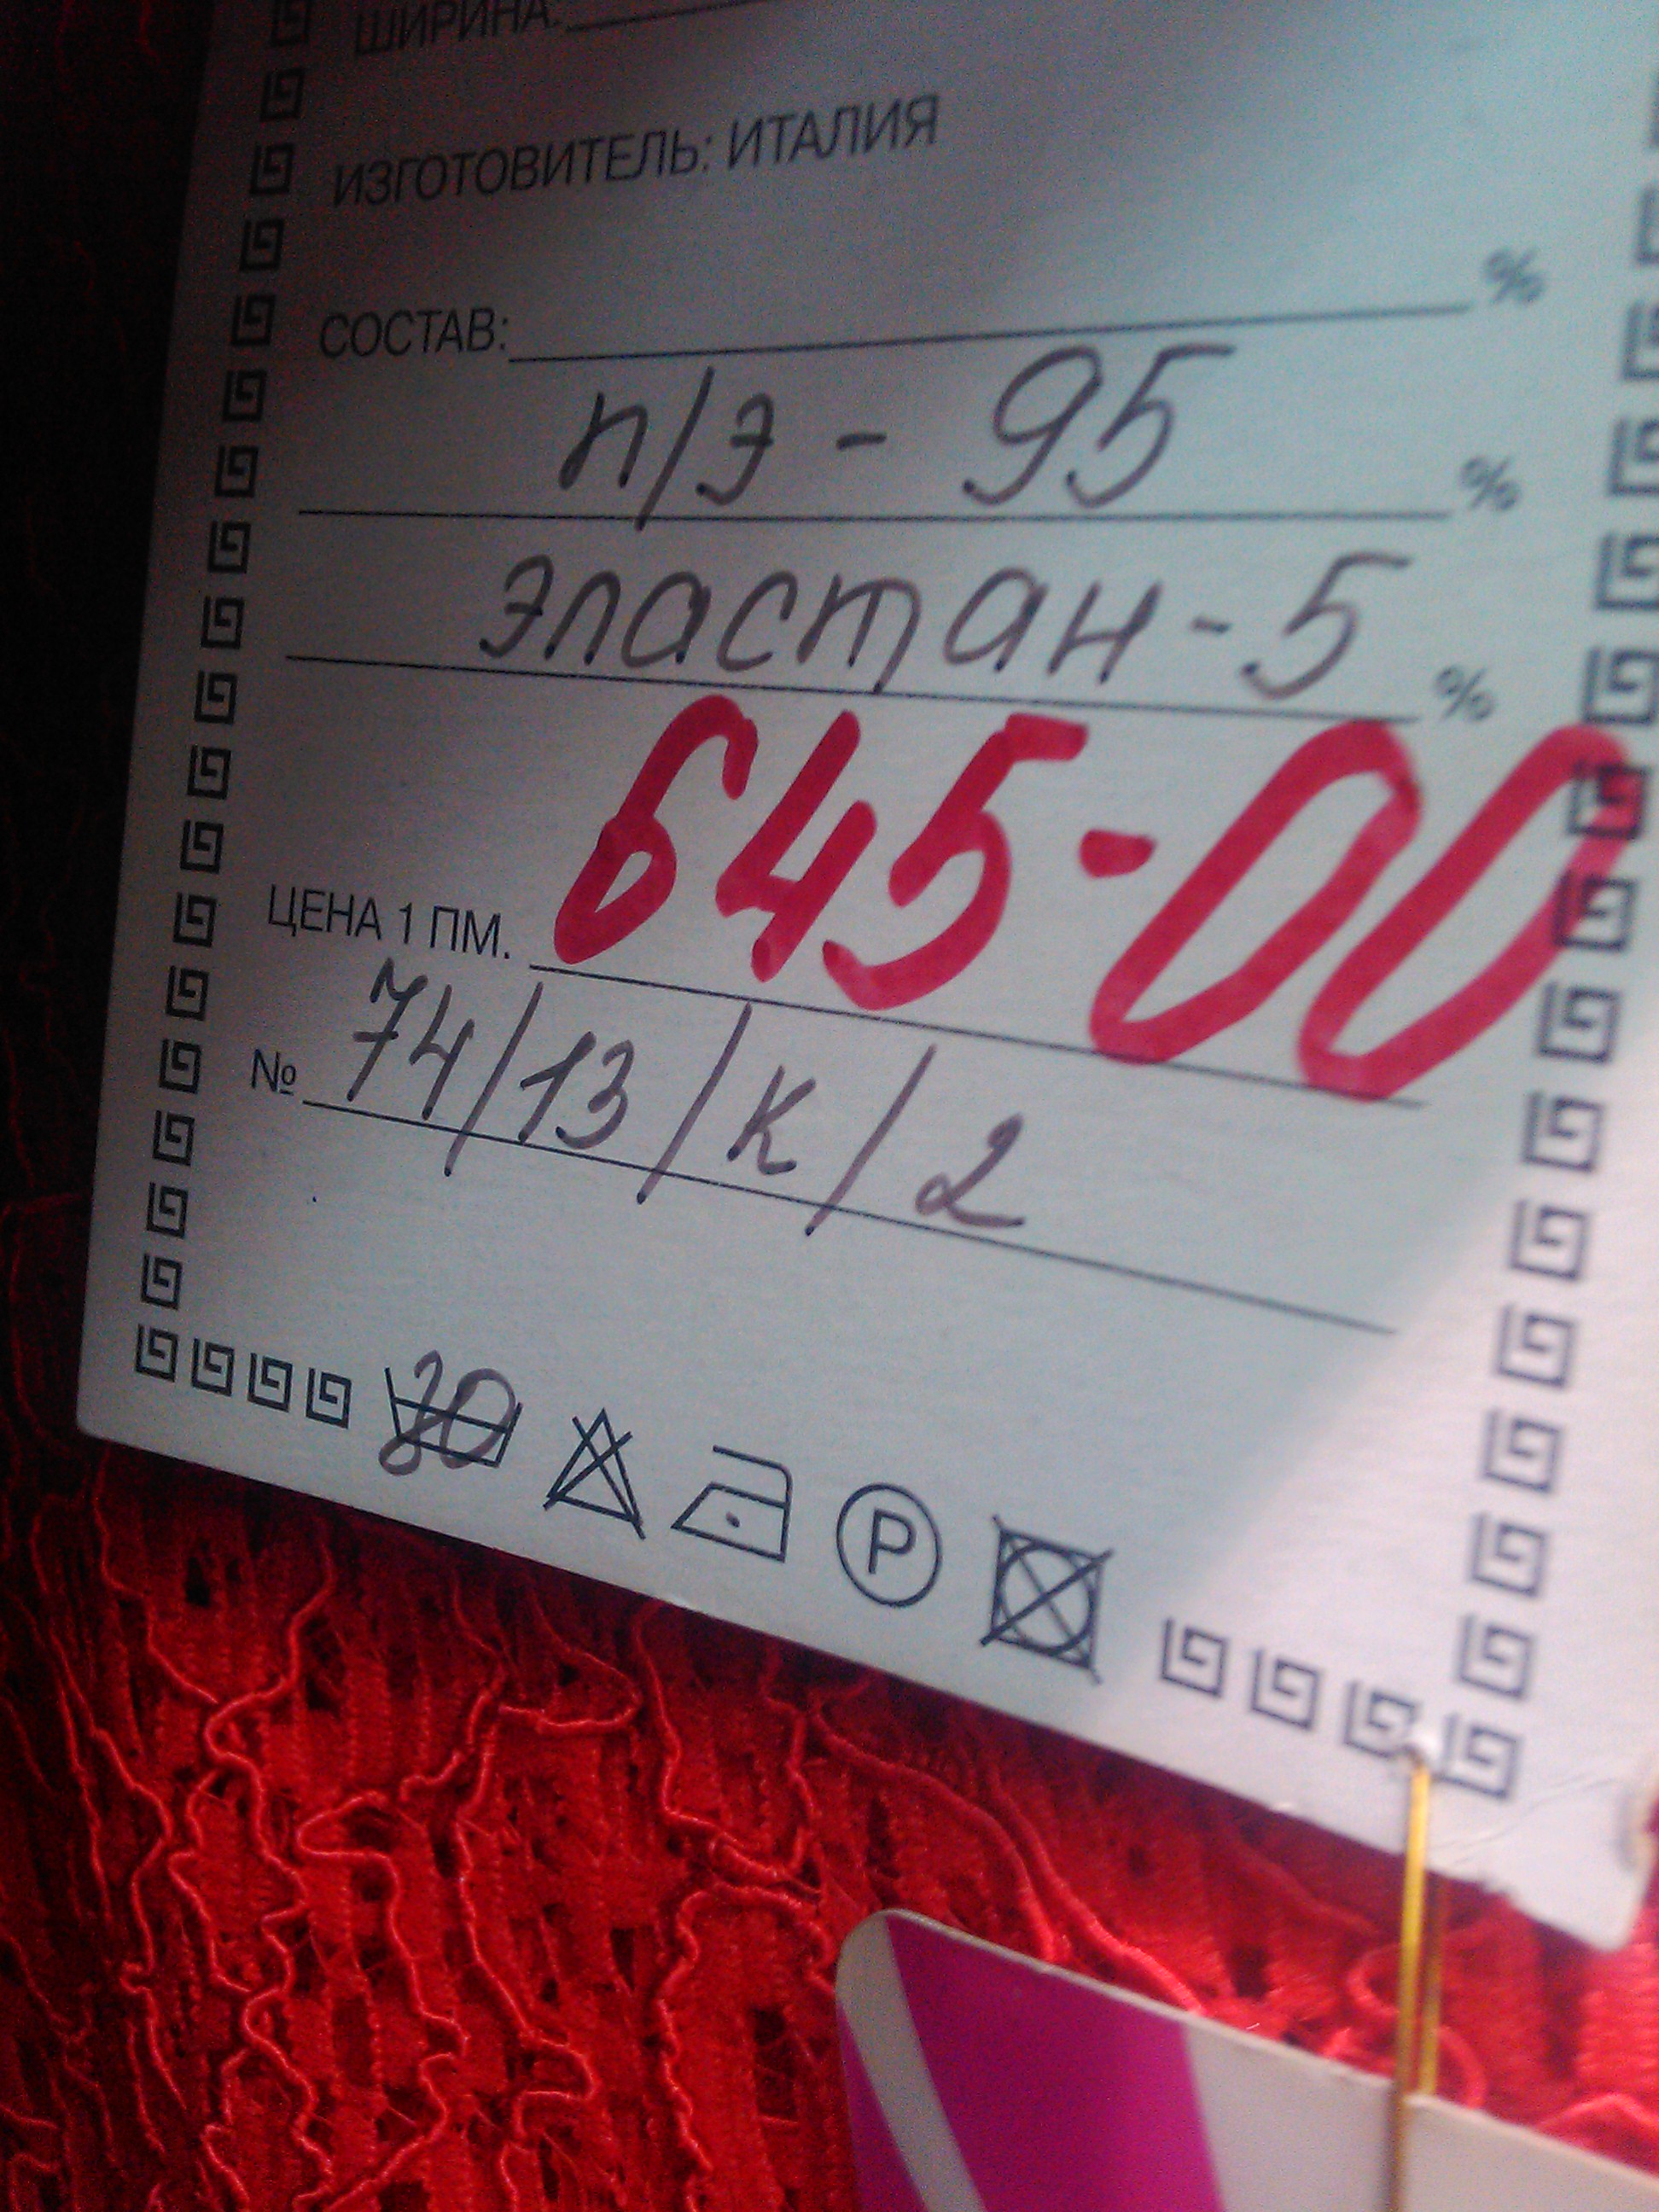 ШИРИНА:
ИЗГОТОВИТЕЛЬ: ИТАЛИЯ
СОСТАВ: %
п/э - 95 %
эластан - 5 %
ЦЕНА 1 ПМ. 645-00
№ 74/13/К/2
30
P